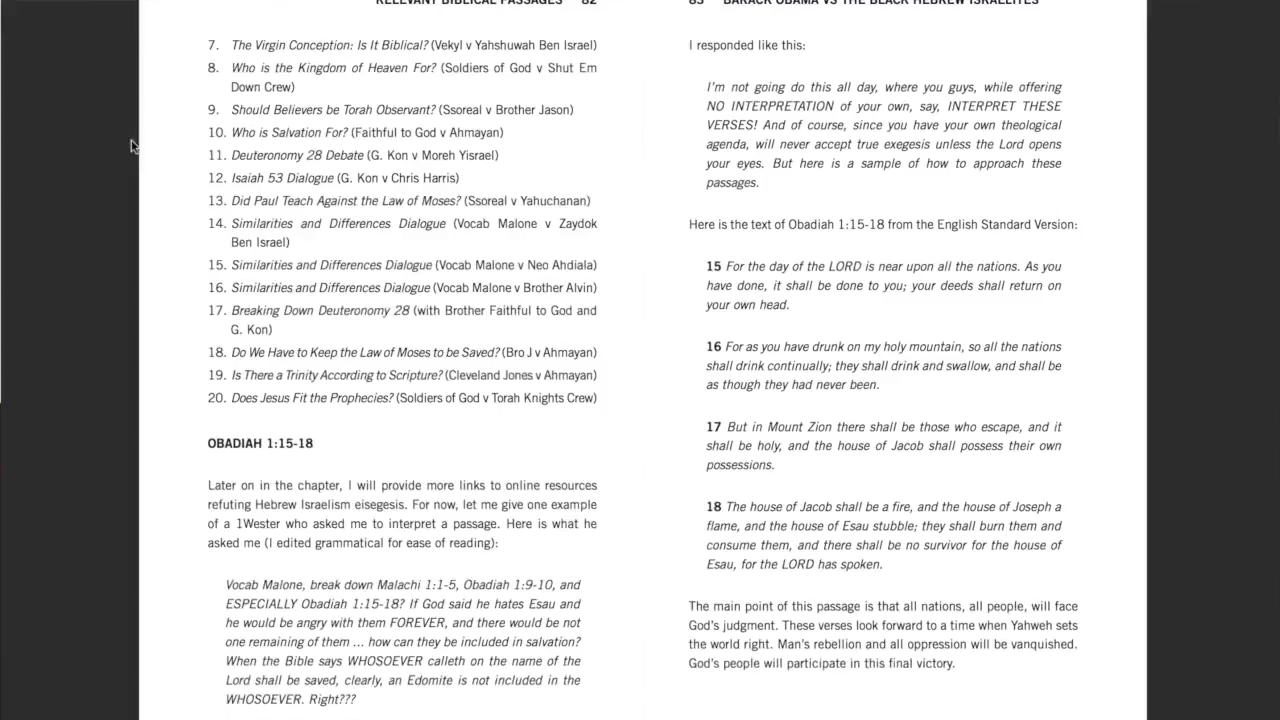 RELEVANT BIBLICAL PASSAGES 82
7. The Virgin Conception: Is It Biblical? (Vekyl v Yahshuwah Ben Israel)
8. Who is the Kingdom of Heaven For? (Soldiers of God v Shut Em
Down Crew)
9. Should Believers be Torah Observant? (Ssoreal v Brother Jason)
10. Who is Salvation For? (Faithful to God v Ahmayan)
11. Deuteronomy 28 Debate (G. Kon v Moreh Yisrael)
12. Isaiah 53 Dialogue (G. Kon v Chris Harris)
13. Did Paul Teach Against the Law of Moses? (Ssoreal v Yahuchanan)
14. Similarities and Differences Dialogue (Vocab Malone v Zaydok
Ben Israel)
15. Similarities and Differences Dialogue (Vocab Malone v Neo Ahdiala)
16. Similarities and Differences Dialogue (Vocab Malone v Brother Alvin)
17. Breaking Down Deuteronomy 28 (with Brother Faithful to God and
G. Kon)
18. Do We Have to Keep the Law of Moses to be Saved? (Bro J v Ahmayan)
19. Is There a Trinity According to Scripture? (Cleveland Jones v Ahmayan)
20. Does Jesus Fit the Prophecies? (Soldiers of God v Torah Knights Crew)
OBADIAH 1:15-18
Later on in the chapter, I will provide more links to online resources
refuting Hebrew Israelism eisegesis. For now, let me give one example
of a 1Wester who asked me to interpret a passage. Here is what he
asked me (I edited grammatical for ease of reading):
Vocab Malone, break down Malachi 1:1-5, Obadiah 1:9-10, and
ESPECIALLY Obadiah 1:15-18? If God said he hates Esau and
he would be angry with them FOREVER, and there would be not
one remaining of them ... how can they be included in salvation?
When the Bible says WHOSOEVER calleth on the name of the
Lord shall be saved, clearly, an Edomite is not included in the
WHOSOEVER. Right???
83 BARACK OBAMA VS THE BLACK HEBREW ISRAELITES
I responded like this:
I'm not going do this all day, where you guys, while offering
NO INTERPRETATION of your own, say, INTERPRET THESE
VERSES! And of course, since you have your own theological
agenda, will never accept true exegesis unless the Lord opens
your eyes. But here is a sample of how to approach these
passages.
Here is the text of Obadiah 1:15-18 from the English Standard Version:
15 For the day of the LORD is near upon all the nations. As you
have done, it shall be done to you; your deeds shall return on
your own head.
16 For as you have drunk on my holy mountain, so all the nations
shall drink continually; they shall drink and swallow, and shall be
as though they had never been.
17 But in Mount Zion there shall be those who escape, and it
shall be holy, and the house of Jacob shall possess their own
possessions.
18 The house of Jacob shall be a fire, and the house of Joseph a
flame, and the house of Esau stubble; they shall burn them and
consume them, and there shall be no survivor for the house of
Esau, for the LORD has spoken.
The main point of this passage is that all nations, all people, will face
God's judgment. These verses look forward to a time when Yahweh sets
the world right. Man's rebellion and all oppression will be vanquished.
God's people will participate in this final victory.